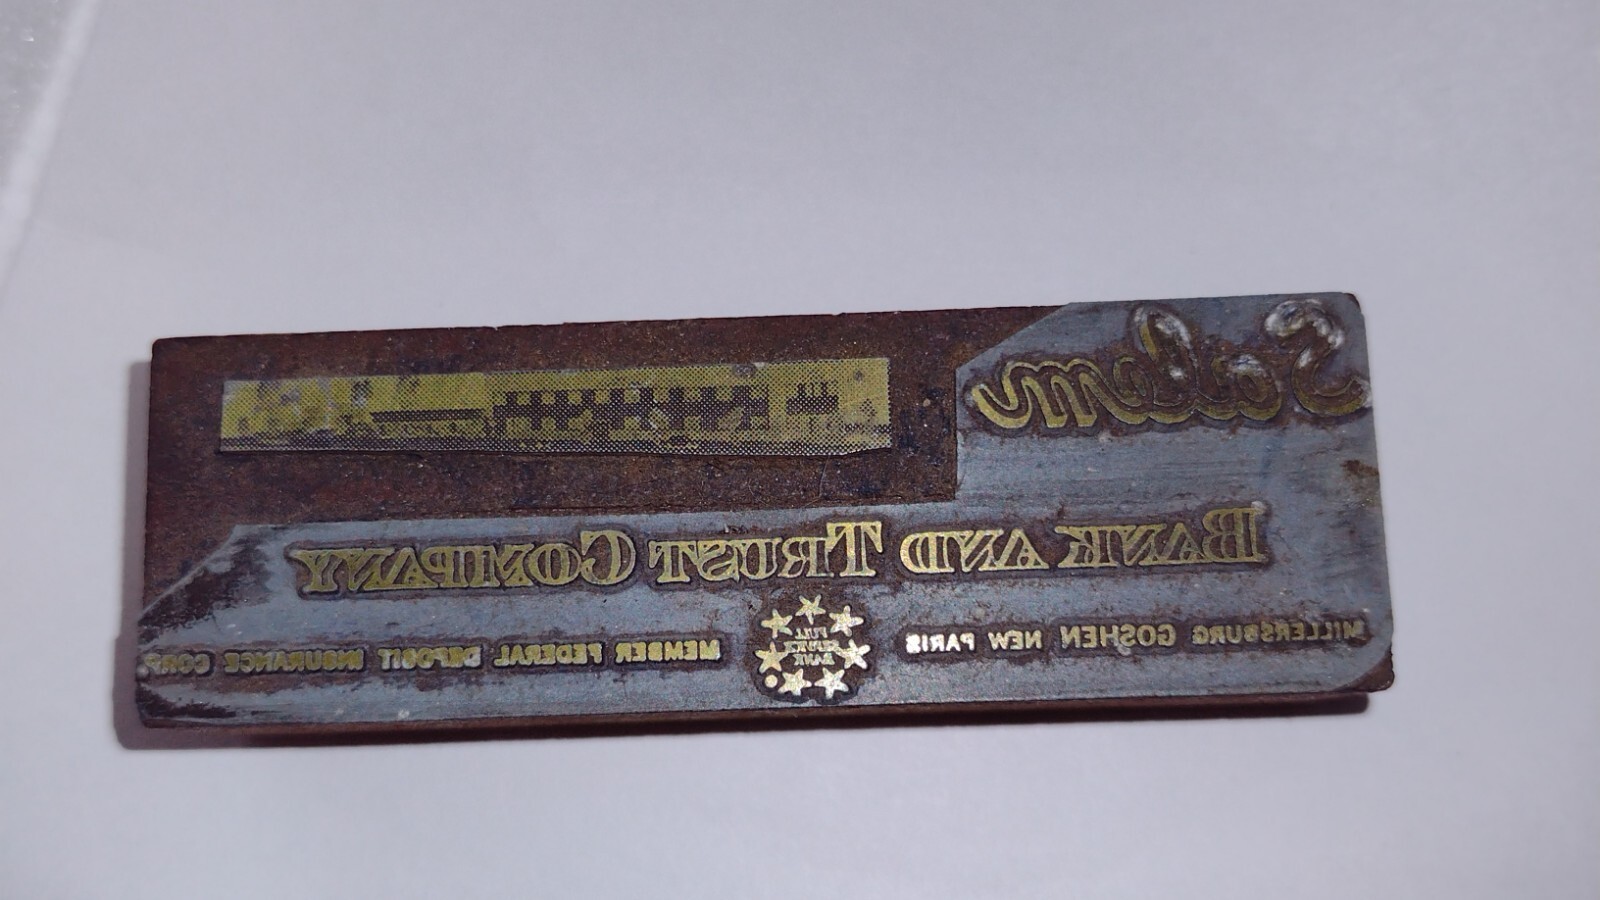 Salem
BANK AND TRUST COMPANY
MILLERSBURG GOSHEN NEW PARIS
FULL
SERVICE
BANK
MEMBER FEDERAL DEPOSIT INSURANCE CORP.